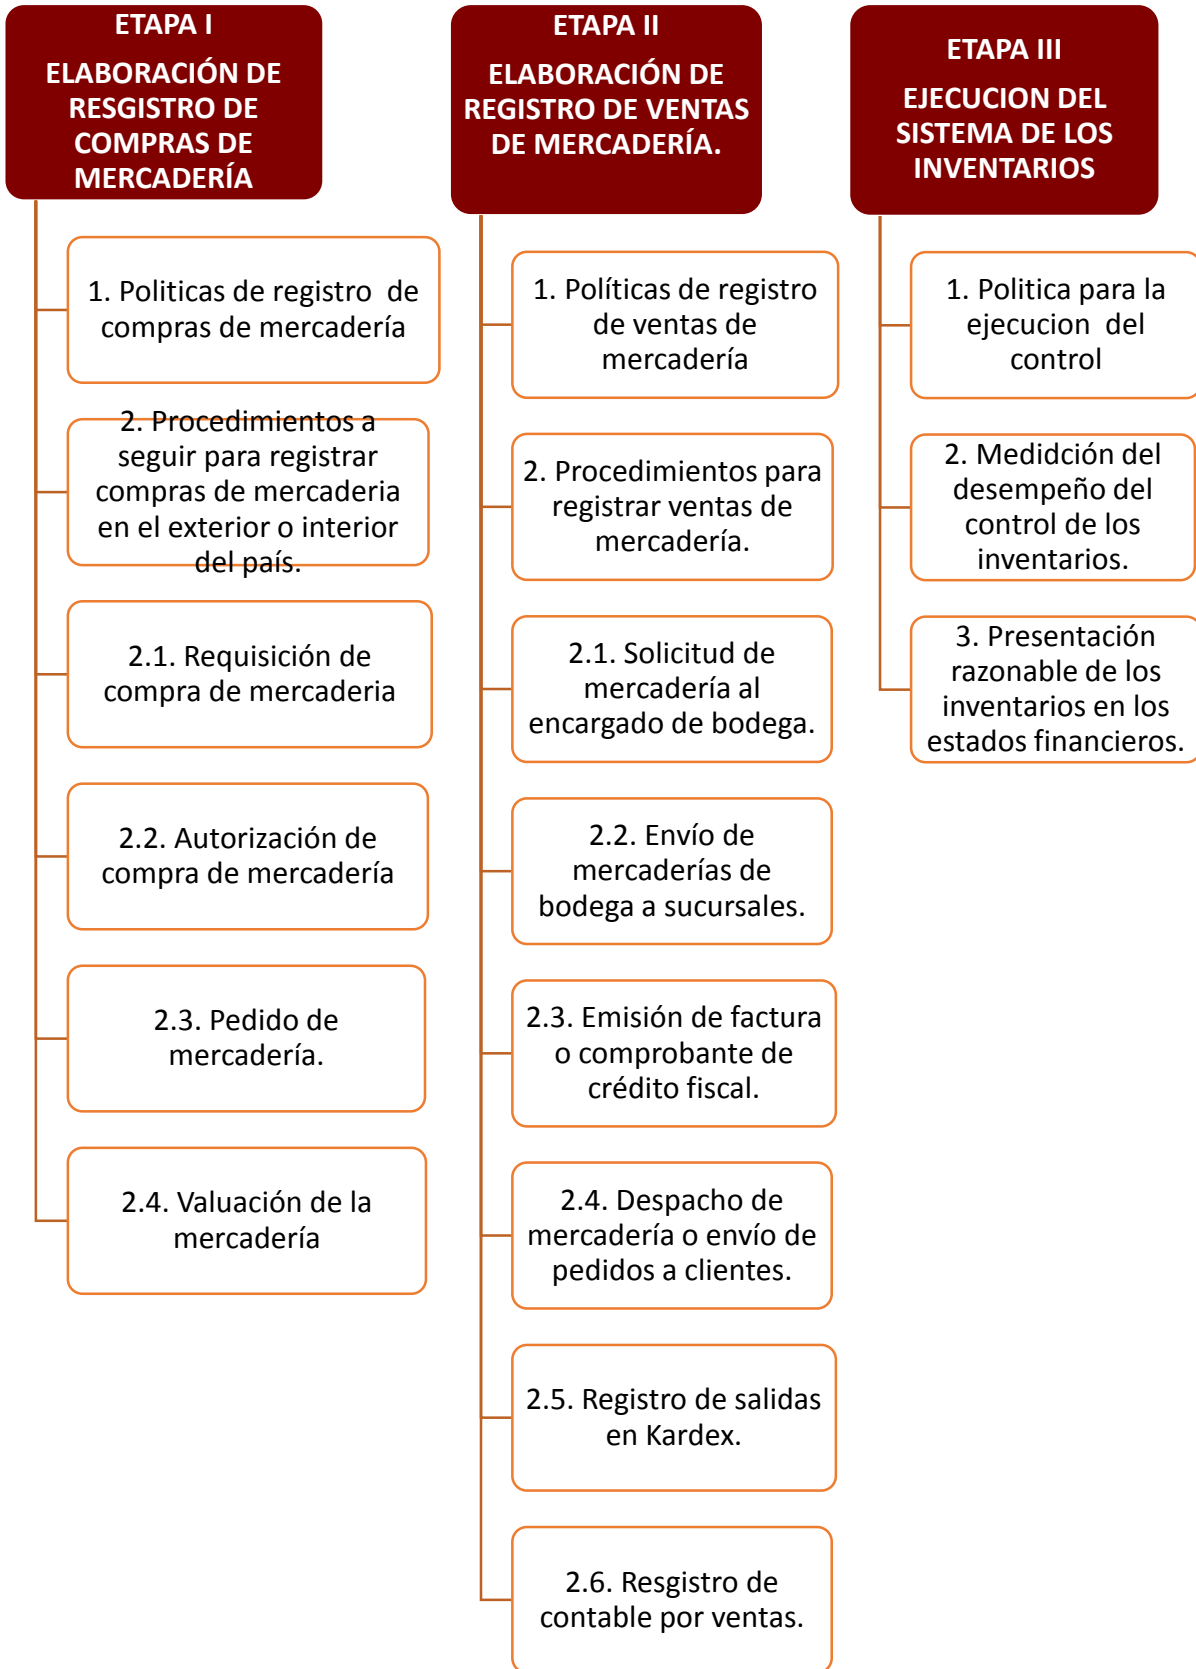 ETAPA I
ELABORACIÓN DE
RESGISTRO DE
COMPRAS DE
MERCADERÍA
1. Politicas de registro  de
compras de mercadería
2. Procedimientos a
seguir para registrar
compras de mercaderia
en el exterior o interior
del país.
2.1. Requisición de
compra de mercaderia
2.2. Autorización de
compra de mercadería
2.3. Pedido de
mercadería.
2.4. Valuación de la
mercadería
ETAPA II
ELABORACIÓN DE
REGISTRO DE VENTAS
DE MERCADERÍA.
1. Políticas de registro
de ventas de
mercadería
2. Procedimientos para
registrar ventas de
mercadería.
2.1. Solicitud de
mercadería al
encargado de bodega.
2.2. Envío de
mercaderías de
bodega a sucursales.
2.3. Emisión de factura
o comprobante de
crédito fiscal.
2.4. Despacho de
mercadería o envío de
pedidos a clientes.
2.5. Registro de salidas
en Kardex.
2.6. Resgistro de
contable por ventas.
ETAPA III
EJECUCION DEL
SISTEMA DE LOS
INVENTARIOS
1. Politica para la
ejecucion  del
control
2. Medidción del
desempeño del
control de los
inventarios.
3. Presentación
razonable de los
inventarios en los
estados financieros.